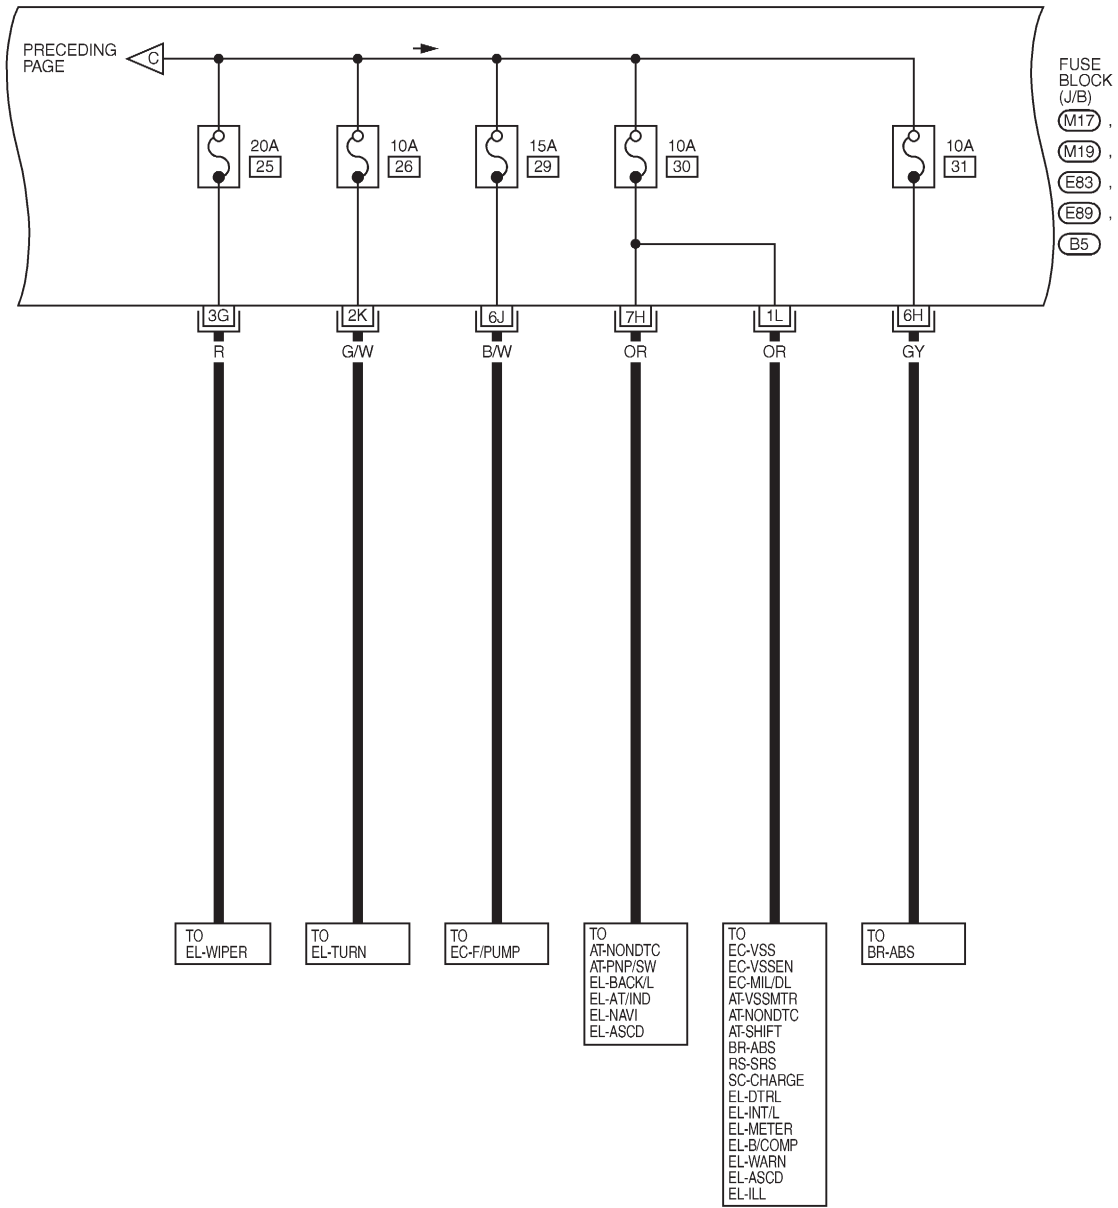 PRECEDING
PAGE
C
FUSE
BLOCK
(J/B)
M17 ,
M19 ,
E83 ,
E89 ,
B5
20A
25
10A
26
15A
29
10A
30
10A
31
3G
2K
6J
7H
1L
6H
R
G/W
B/W
OR
OR
GY
TO
EL-WIPER
TO
EL-TURN
TO
EC-F/PUMP
TO
AT-NONDTC
AT-PNP/SW
EL-BACK/L
EL-AT/IND
EL-NAVI
EL-ASCD
TO
EC-VSS
EC-VSSEN
EC-MIL/DL
AT-VSSMTR
AT-NONDTC
AT-SHIFT
BR-ABS
RS-SRS
SC-CHARGE
EL-DTRL
EL-INT/L
EL-METER
EL-B/COMP
EL-WARN
EL-ASCD
EL-ILL
TO
BR-ABS